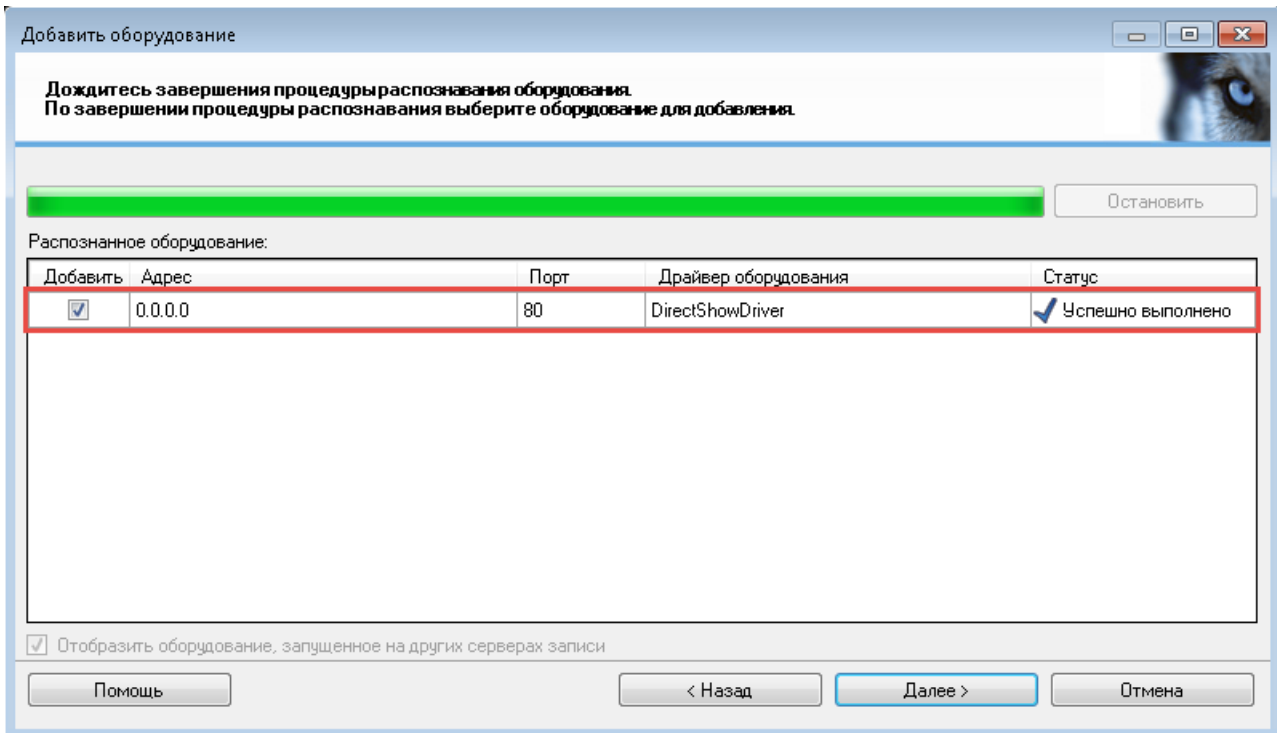 Добавить оборудование
Дождитесь завершения процедуры распознавания оборудования.
По завершении процедуры распознавания выберите оборудование для добавления.
Остановить
Распознанное оборудование:
Добавить Адрес Порт Драйвер оборудования Статус
0.0.0.0 80 DirectShowDriver Успешно выполнено
Отобразить оборудование, запущенное на других серверах записи
Помощь < Назад Далее > Отмена